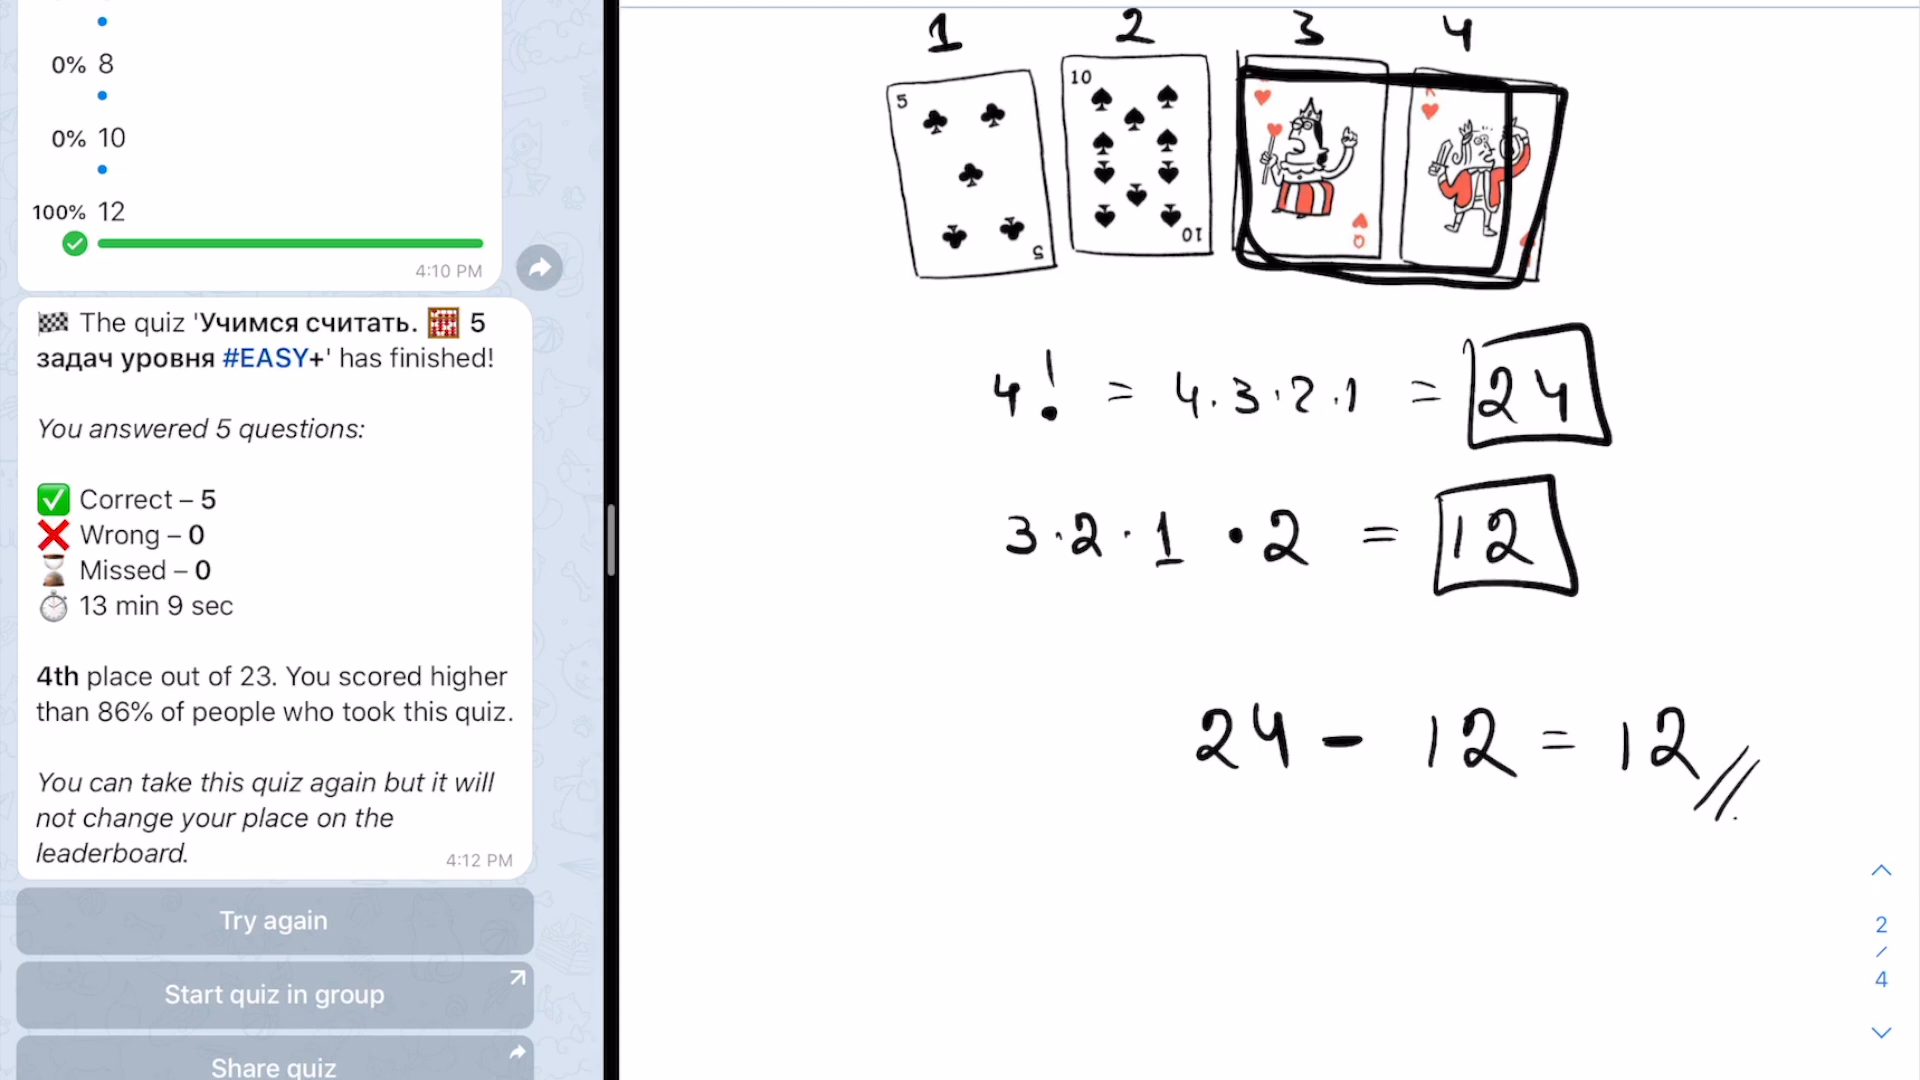 0% 8
0% 10
100% 12
4:10 PM
The quiz 'Учимся считать. 5
задач уровня #EASY+' has finished!
You answered 5 questions:
Correct – 5
Wrong – 0
Missed – 0
13 min 9 sec
4th place out of 23. You scored higher
than 86% of people who took this quiz.
You can take this quiz again but it will
not change your place on the
leaderboard.
4:12 PM
Try again
Start quiz in group
Share quiz
1 2 3 4
5
5
10
10
Q
K
4! = 4.3.2.1 = 24
3.2.1 • 2 = 12
24 - 12 = 12 //
2
/
4